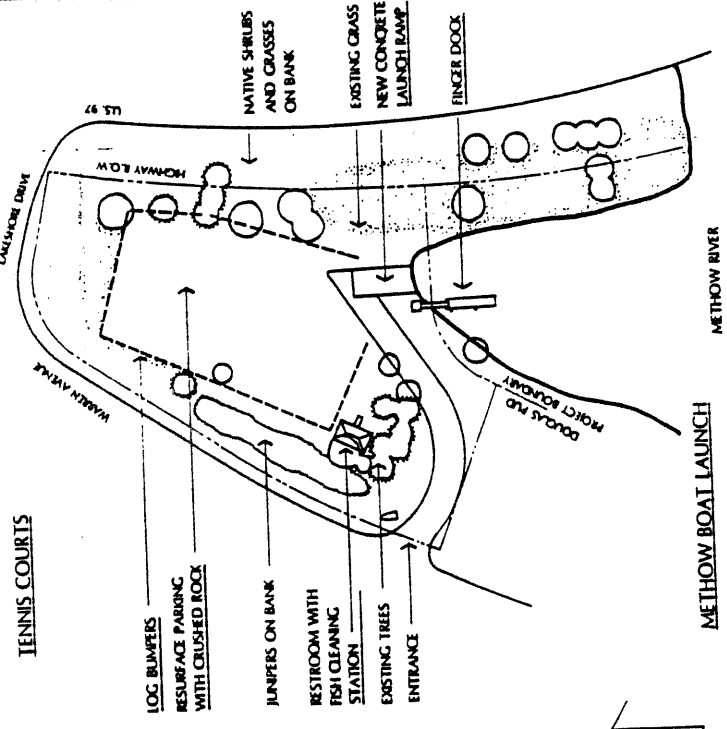 TENNIS COURTS
LOG BUMPERS
RESURFACE PARKING
WITH CRUSHED ROCK
JUNIPERS ON BANK
RESTROOM WITH
FISH CLEANING
STATION
EXISTING TREES
ENTRANCE
LAKESHORE DRIVE
WARREN AVENUE
U.S. 97
HIGHWAY R.O.W
NATIVE SHRUBS
AND GRASSES
ON BANK
EXISTING GRASS
NEW CONCRETE
LAUNCH RAMP
FINGER DOCK
DOUGLAS PUD
PROJECT BOUNDARY
METHOW RIVER
METHOW BOAT LAUNCH